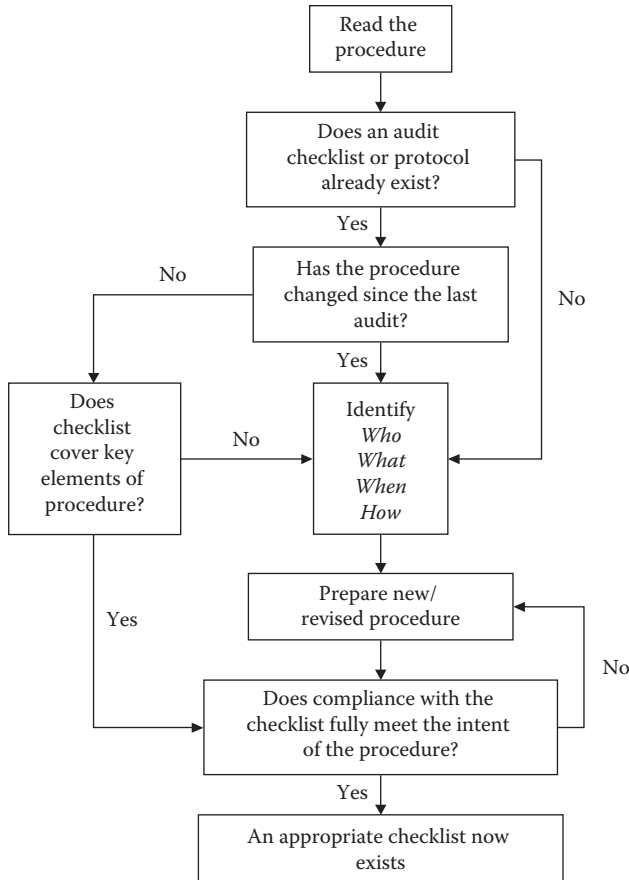 Read the
procedure
Does an audit
checklist or protocol
already exist?
Yes
No
Has the procedure
changed since the last
audit?
No
Yes
Does
checklist
cover key
elements of
procedure?
No
Identify
Who
What
When
How
Yes
Prepare new/
revised procedure
No
Does compliance with the
checklist fully meet the intent
of the procedure?
Yes
An appropriate checklist now
exists